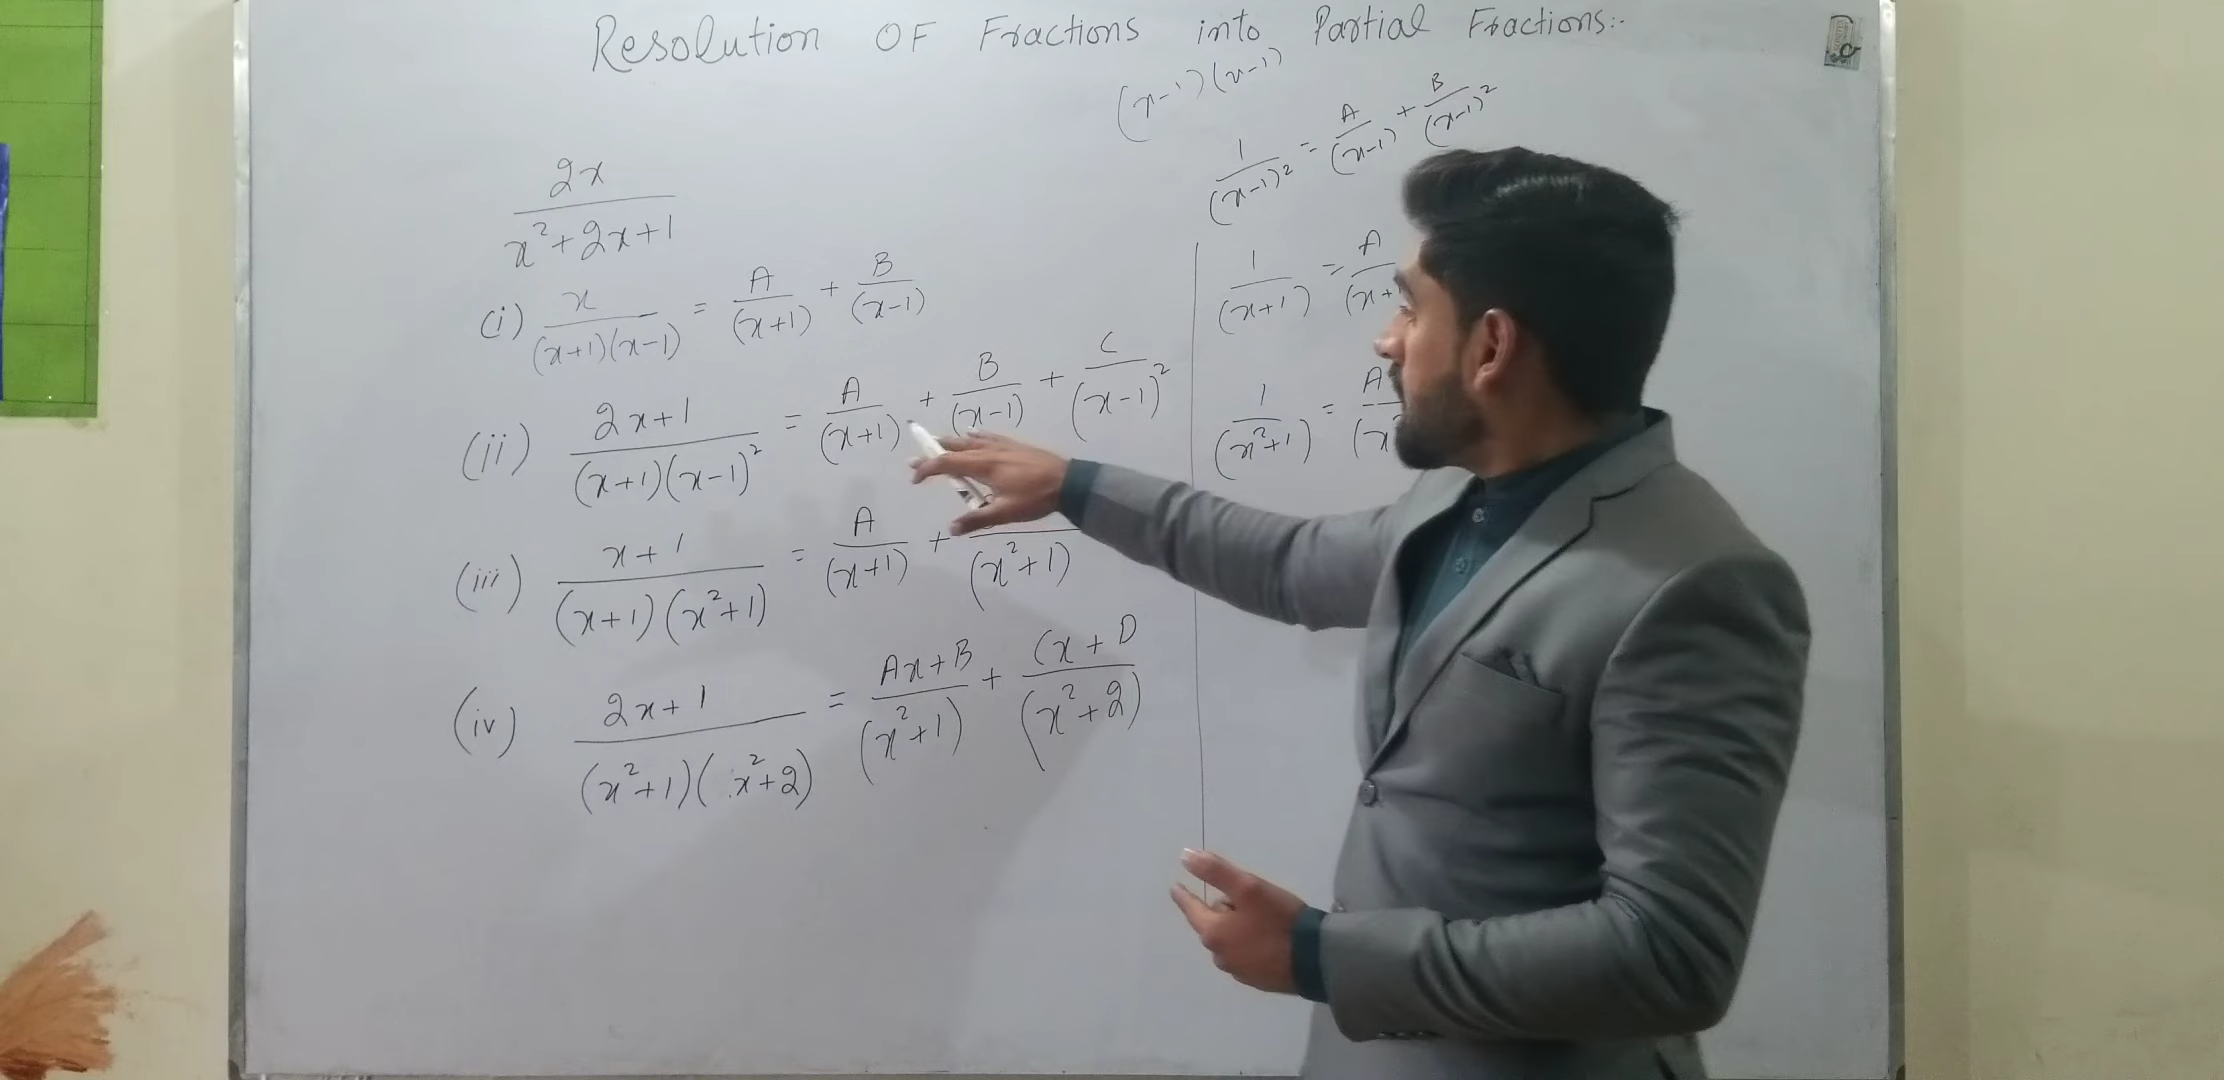 Resolution OF Fractions into Partial Fractions:-
(x-1)(x-1)
1/(x-1)² = A/(x-1) + B/(x-1)²
2x/(x²+2x+1)
(i) x/((x+1)(x-1)) = A/(x+1) + B/(x-1)
(ii) (2x+1)/((x+1)(x-1)²) = A/(x+1) + B/(x-1) + C/(x-1)²
(iii) (x+1)/((x+1)(x²+1)) = A/(x+1) + /(x²+1)
(iv) (2x+1)/((x²+1)(x²+2)) = (Ax+B)/(x²+1) + (Cx+D)/(x²+2)
1/(x+1) = A/(x+1
1/(x²+1) = A/(x²